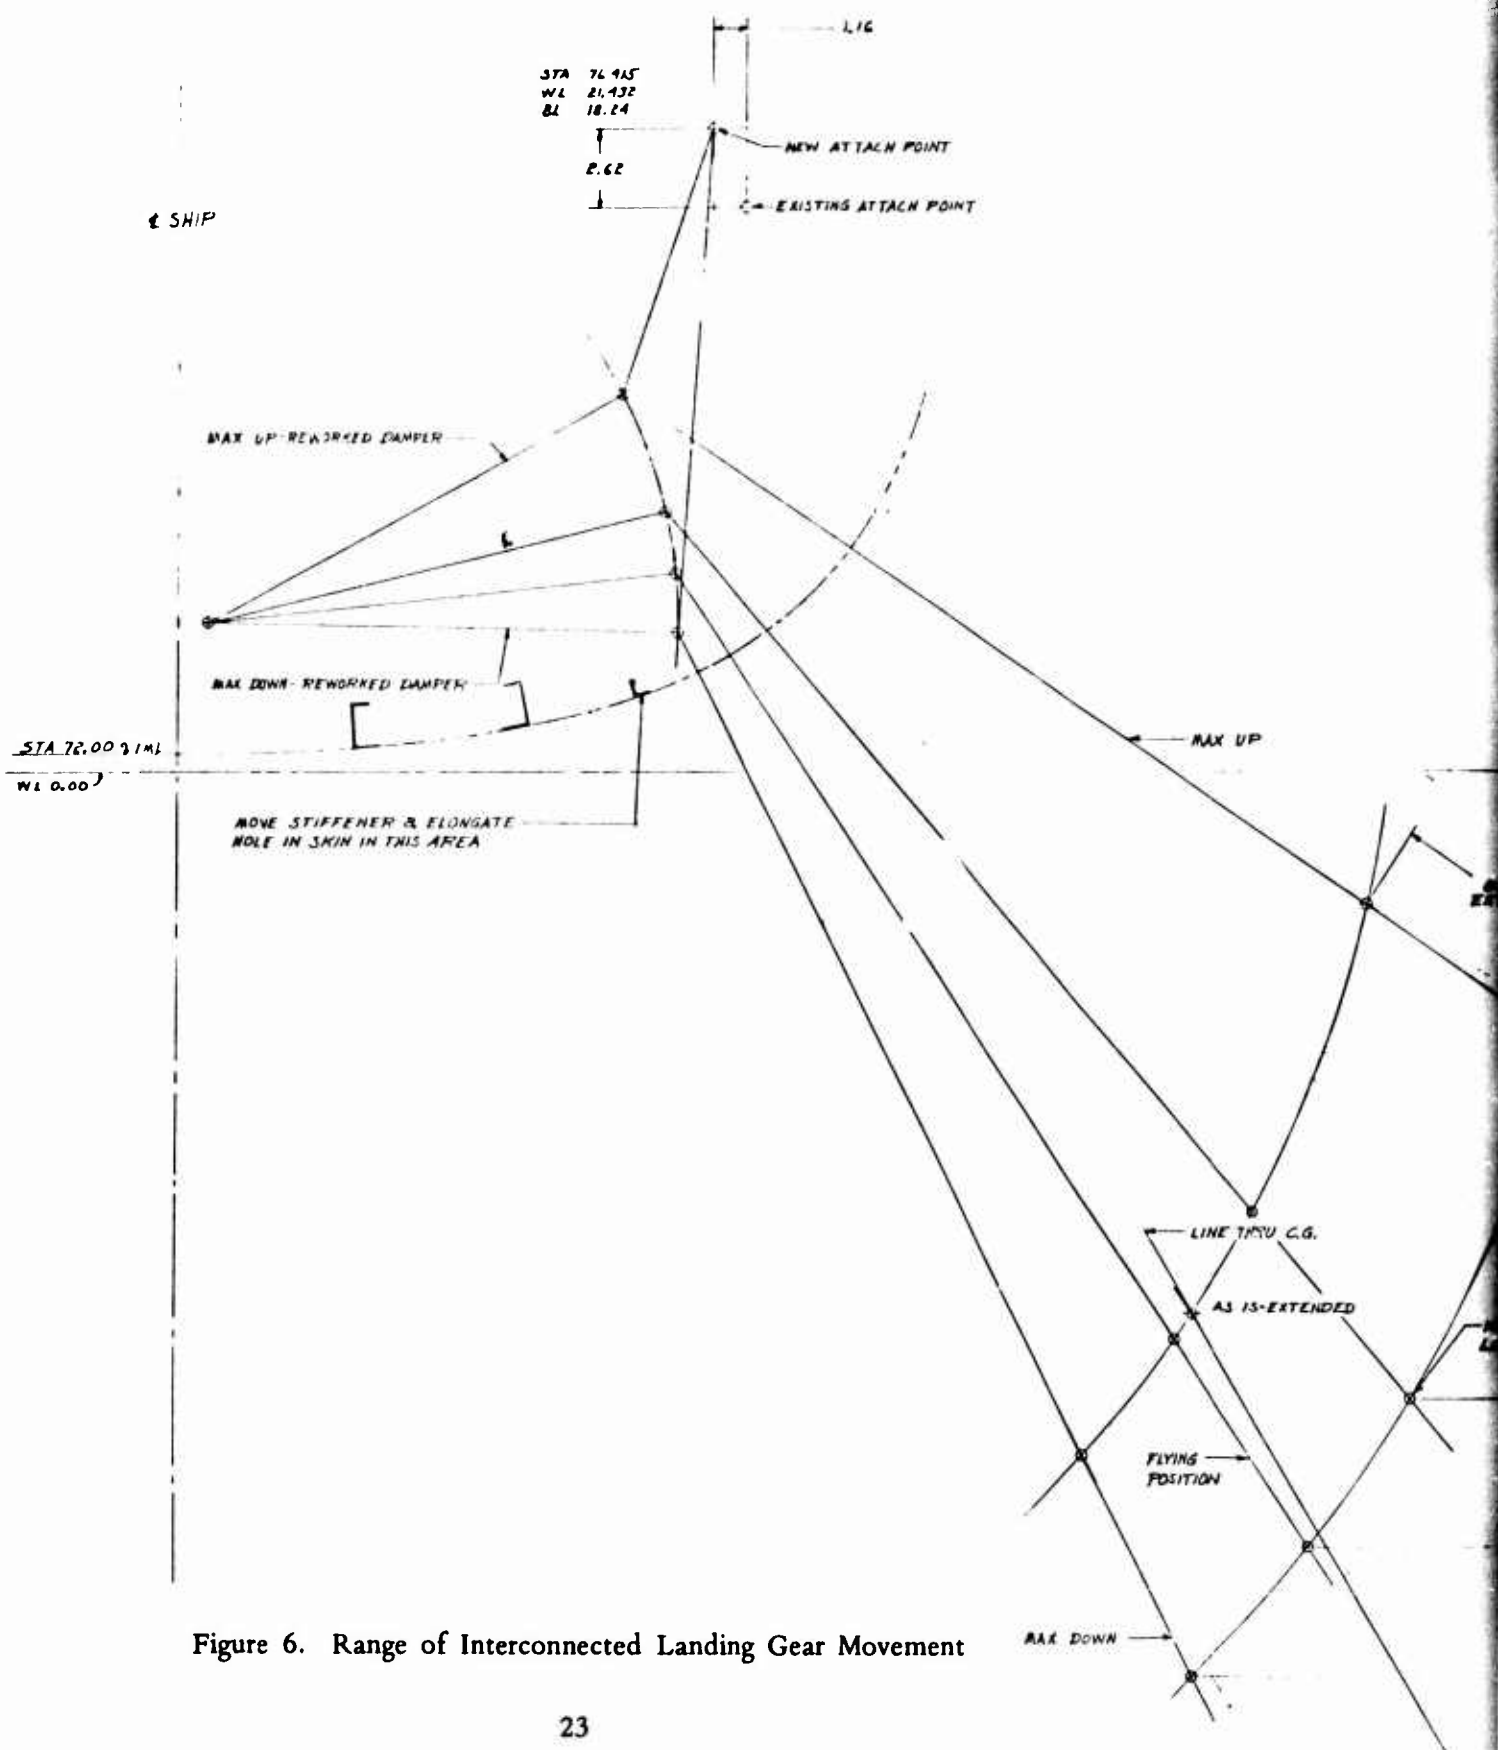 1.16
STA 76.415
WL 21.432
BL 18.24
NEW ATTACH POINT
2.62
EXISTING ATTACH POINT
℄ SHIP
MAX UP-REWORKED DAMPER
MAX DOWN-REWORKED DAMPER
STA 72.00
WL 0.00
MAX UP
MOVE STIFFENER & ELONGATE
HOLE IN SKIN IN THIS AREA
LINE THRU C.G.
AS IS-EXTENDED
FLYING
POSITION
MAX DOWN
Figure 6. Range of Interconnected Landing Gear Movement
23